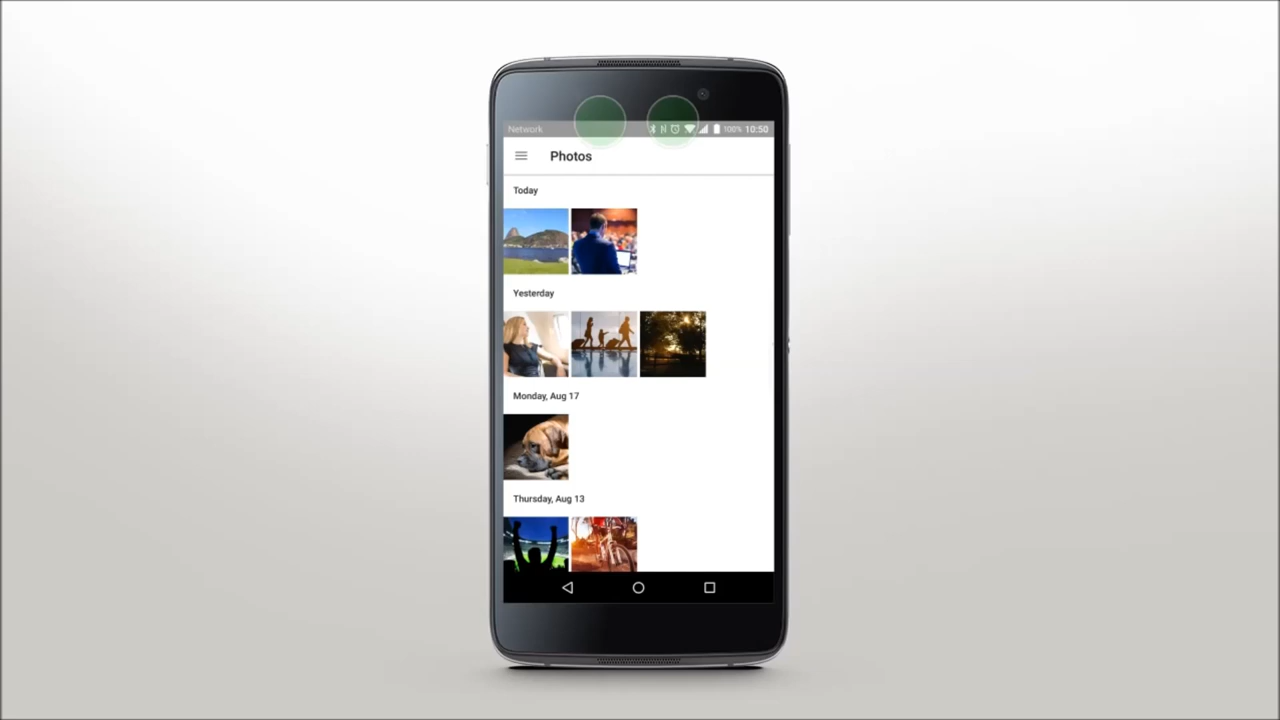 Network 100% 10:50
Photos
Today
Yesterday
Monday, Aug 17
Thursday, Aug 13